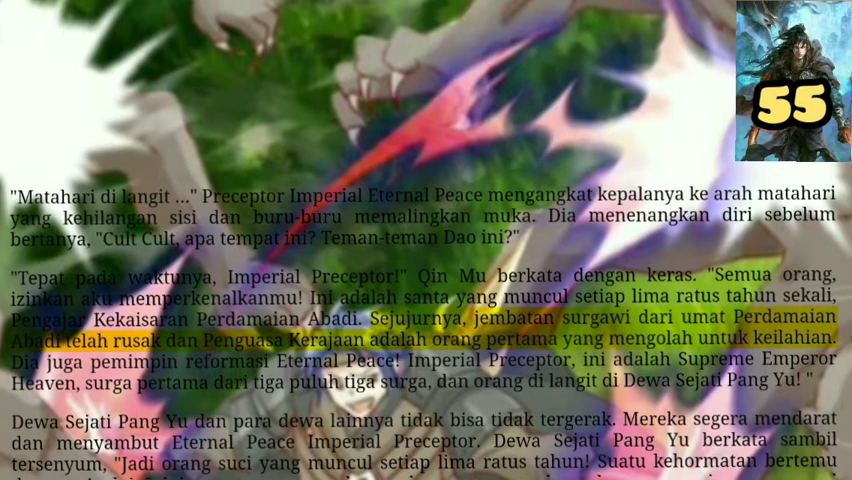 55
"Matahari di langit ..." Preceptor Imperial Eternal Peace mengangkat kepalanya ke arah matahari
yang kehilangan sisi dan buru-buru memalingkan muka. Dia menenangkan diri sebelum
bertanya, "Cult Cult, apa tempat ini? Teman-teman Dao ini?"
"Tepat pada waktunya, Imperial Preceptor!" Qin Mu berkata dengan keras. "Semua orang,
izinkan aku memperkenalkanmu! Ini adalah santa yang muncul setiap lima ratus tahun sekali,
Pengajar Kekaisaran Perdamaian Abadi. Sejujurnya, jembatan surgawi dari umat Perdamaian
Abadi telah rusak dan Penguasa Kerajaan adalah orang pertama yang mengolah untuk keilahian.
Dia juga pemimpin reformasi Eternal Peace! Imperial Preceptor, ini adalah Supreme Emperor
Heaven, surga pertama dari tiga puluh tiga surga, dan orang di langit di Dewa Sejati Pang Yu! "
Dewa Sejati Pang Yu dan para dewa lainnya tidak bisa tidak tergerak. Mereka segera mendarat
dan menyambut Eternal Peace Imperial Preceptor. Dewa Sejati Pang Yu berkata sambil
tersenyum, "Jadi orang suci yang muncul setiap lima ratus tahun! Suatu kehormatan bertemu